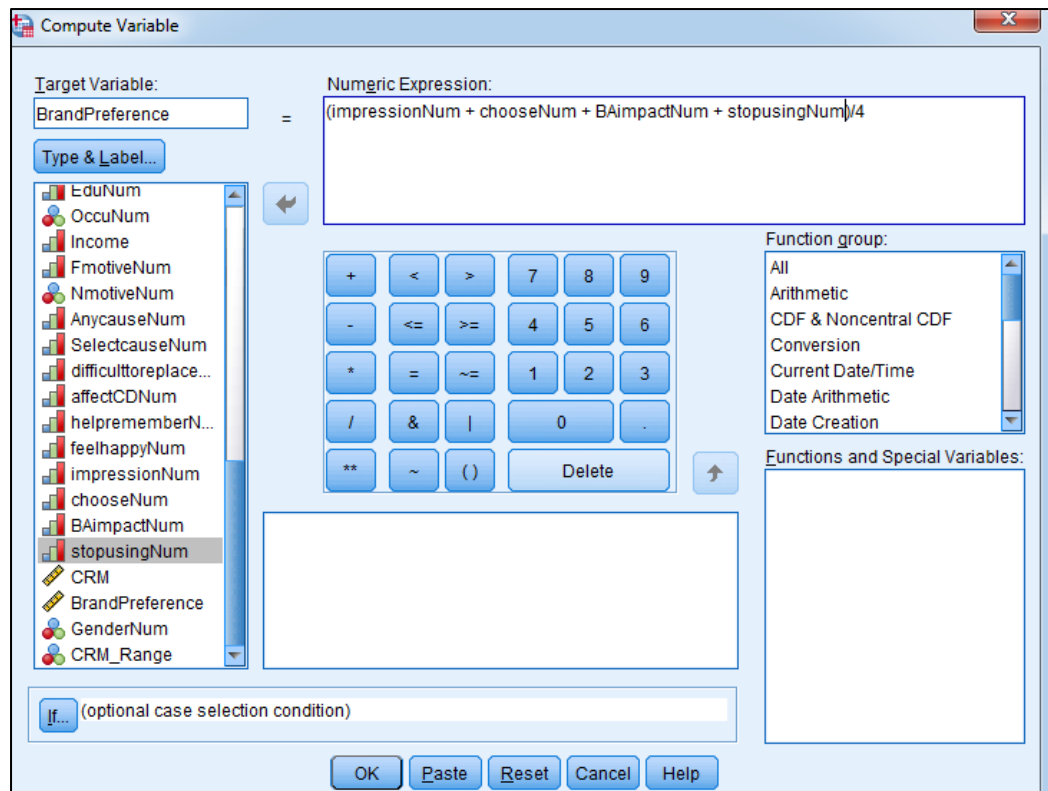 Compute Variable
Target Variable:
BrandPreference
=
Numeric Expression:
(impressionNum + chooseNum + BAimpactNum + stopusingNum)/4
Type & Label...
EduNum
OccuNum
Income
FmotiveNum
NmotiveNum
AnycauseNum
SelectcauseNum
difficulttoreplace...
affectCDNum
helprememberN...
feelhappyNum
impressionNum
chooseNum
BAimpactNum
stopusingNum
CRM
BrandPreference
GenderNum
CRM_Range
+ < > 7 8 9
- <= >= 4 5 6
* = ~= 1 2 3
/ & | 0 .
** ~ ( ) Delete
Function group:
All
Arithmetic
CDF & Noncentral CDF
Conversion
Current Date/Time
Date Arithmetic
Date Creation
Functions and Special Variables:
If... (optional case selection condition)
OK Paste Reset Cancel Help